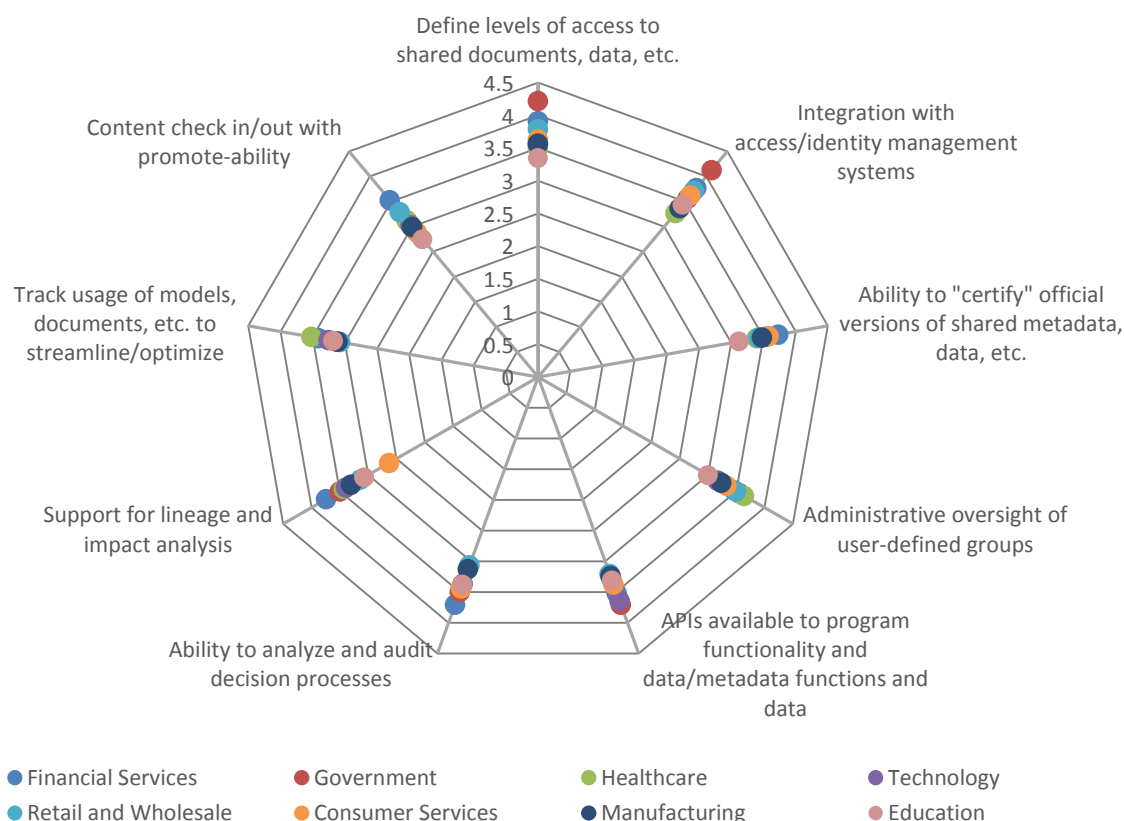 Define levels of access to
shared documents, data, etc.
Content check in/out with
promote-ability
Integration with
access/identity management
systems
4.5
4
3.5
3
2.5
2
1.5
1
0.5
0
Track usage of models,
documents, etc. to
streamline/optimize
Ability to "certify" official
versions of shared metadata,
data, etc.
Support for lineage and
impact analysis
Administrative oversight of
user-defined groups
Ability to analyze and audit
decision processes
APIs available to program
functionality and
data/metadata functions and
data
Financial Services
Government
Healthcare
Technology
Retail and Wholesale
Consumer Services
Manufacturing
Education